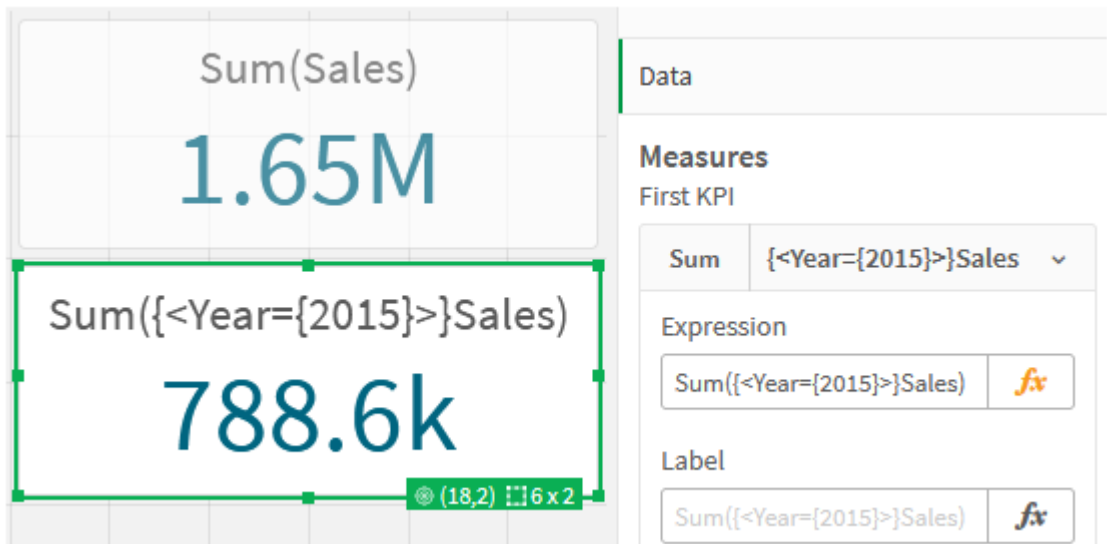 Sum(Sales)
1.65M
Sum({<Year={2015}>}Sales)
788.6k
(18,2) 6 x 2
Data
Measures
First KPI
Sum {<Year={2015}>}Sales
Expression
Sum({<Year={2015}>}Sales) fx
Label
Sum({<Year={2015}>}Sales) fx